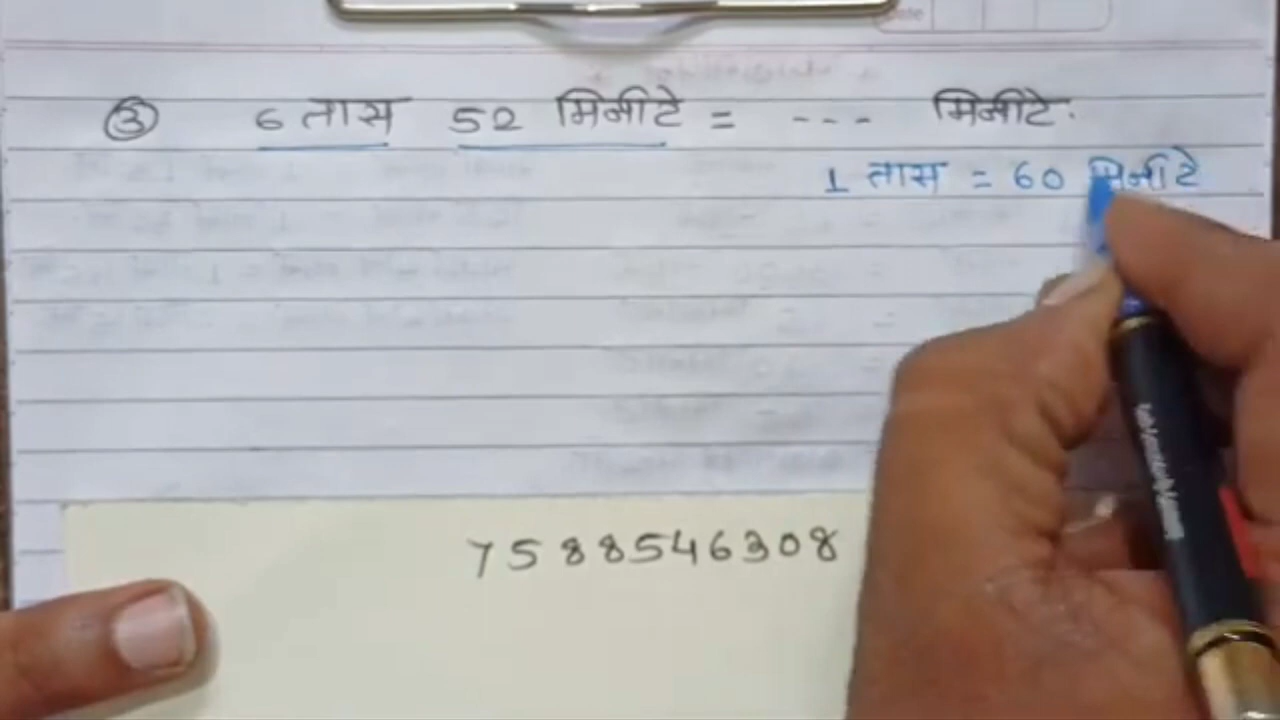 ③ 6 तास 52 मिनीटे = --- मिनीटे.
1 तास = 60 मिनीटे
7588546308